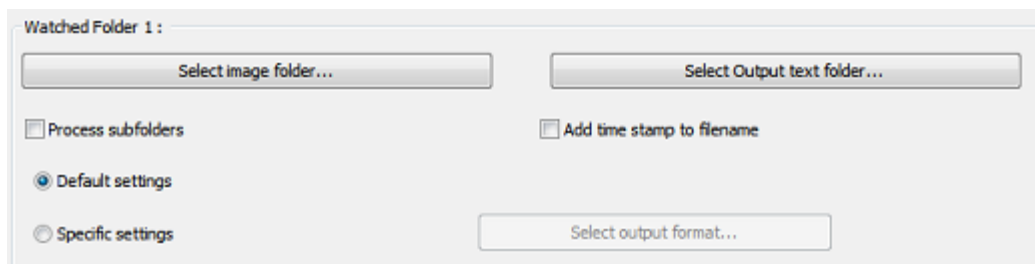 Watched Folder 1 :
Select image folder...
Select Output text folder...
Process subfolders
Add time stamp to filename
Default settings
Specific settings
Select output format...